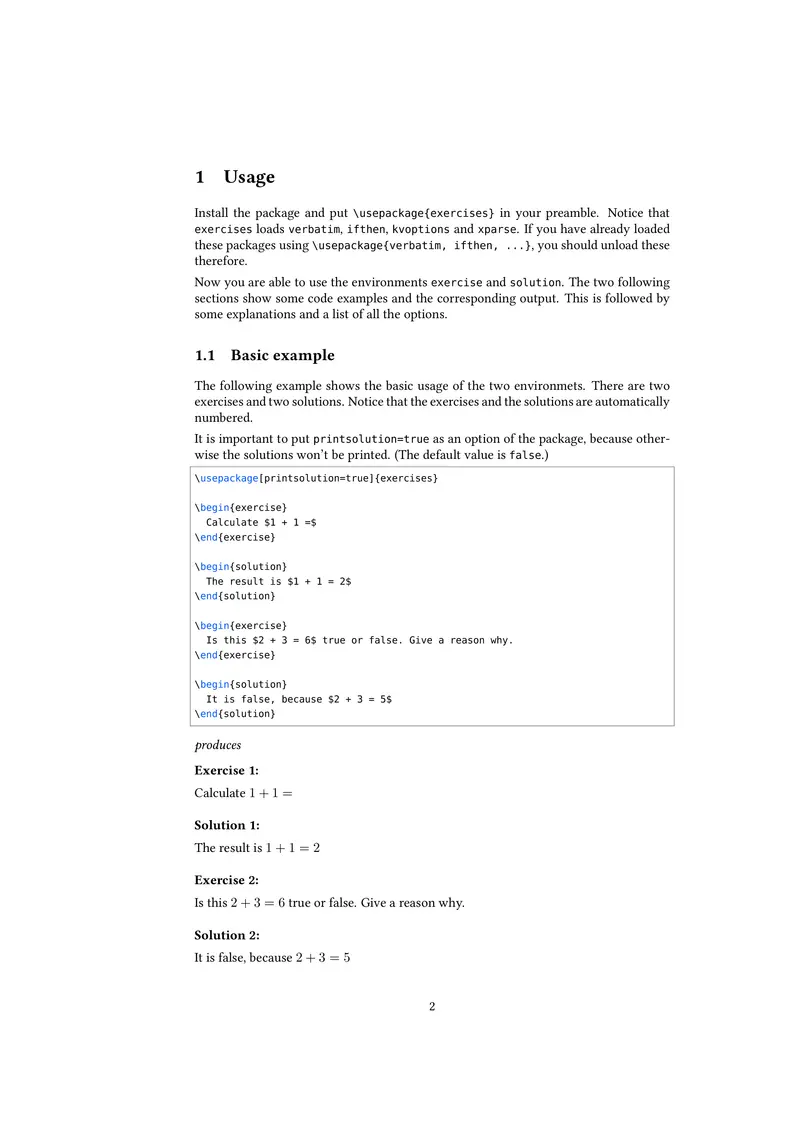 1 Usage
Install the package and put \usepackage{exercises} in your preamble. Notice that
exercises loads verbatim, ifthen, kvoptions and xparse. If you have already loaded
these packages using \usepackage{verbatim, ifthen, ...}, you should unload these
therefore.
Now you are able to use the environments exercise and solution. The two following
sections show some code examples and the corresponding output. This is followed by
some explanations and a list of all the options.
1.1 Basic example
The following example shows the basic usage of the two environmets. There are two
exercises and two solutions. Notice that the exercises and the solutions are automatically
numbered.
It is important to put printsolution=true as an option of the package, because other-
wise the solutions won't be printed. (The default value is false.)
\usepackage[printsolution=true]{exercises}
\begin{exercise}
  Calculate $1 + 1 =$
\end{exercise}
\begin{solution}
  The result is $1 + 1 = 2$
\end{solution}
\begin{exercise}
  Is this $2 + 3 = 6$ true or false. Give a reason why.
\end{exercise}
\begin{solution}
  It is false, because $2 + 3 = 5$
\end{solution}
produces
Exercise 1:
Calculate 1 + 1 =
Solution 1:
The result is 1 + 1 = 2
Exercise 2:
Is this 2 + 3 = 6 true or false. Give a reason why.
Solution 2:
It is false, because 2 + 3 = 5
2